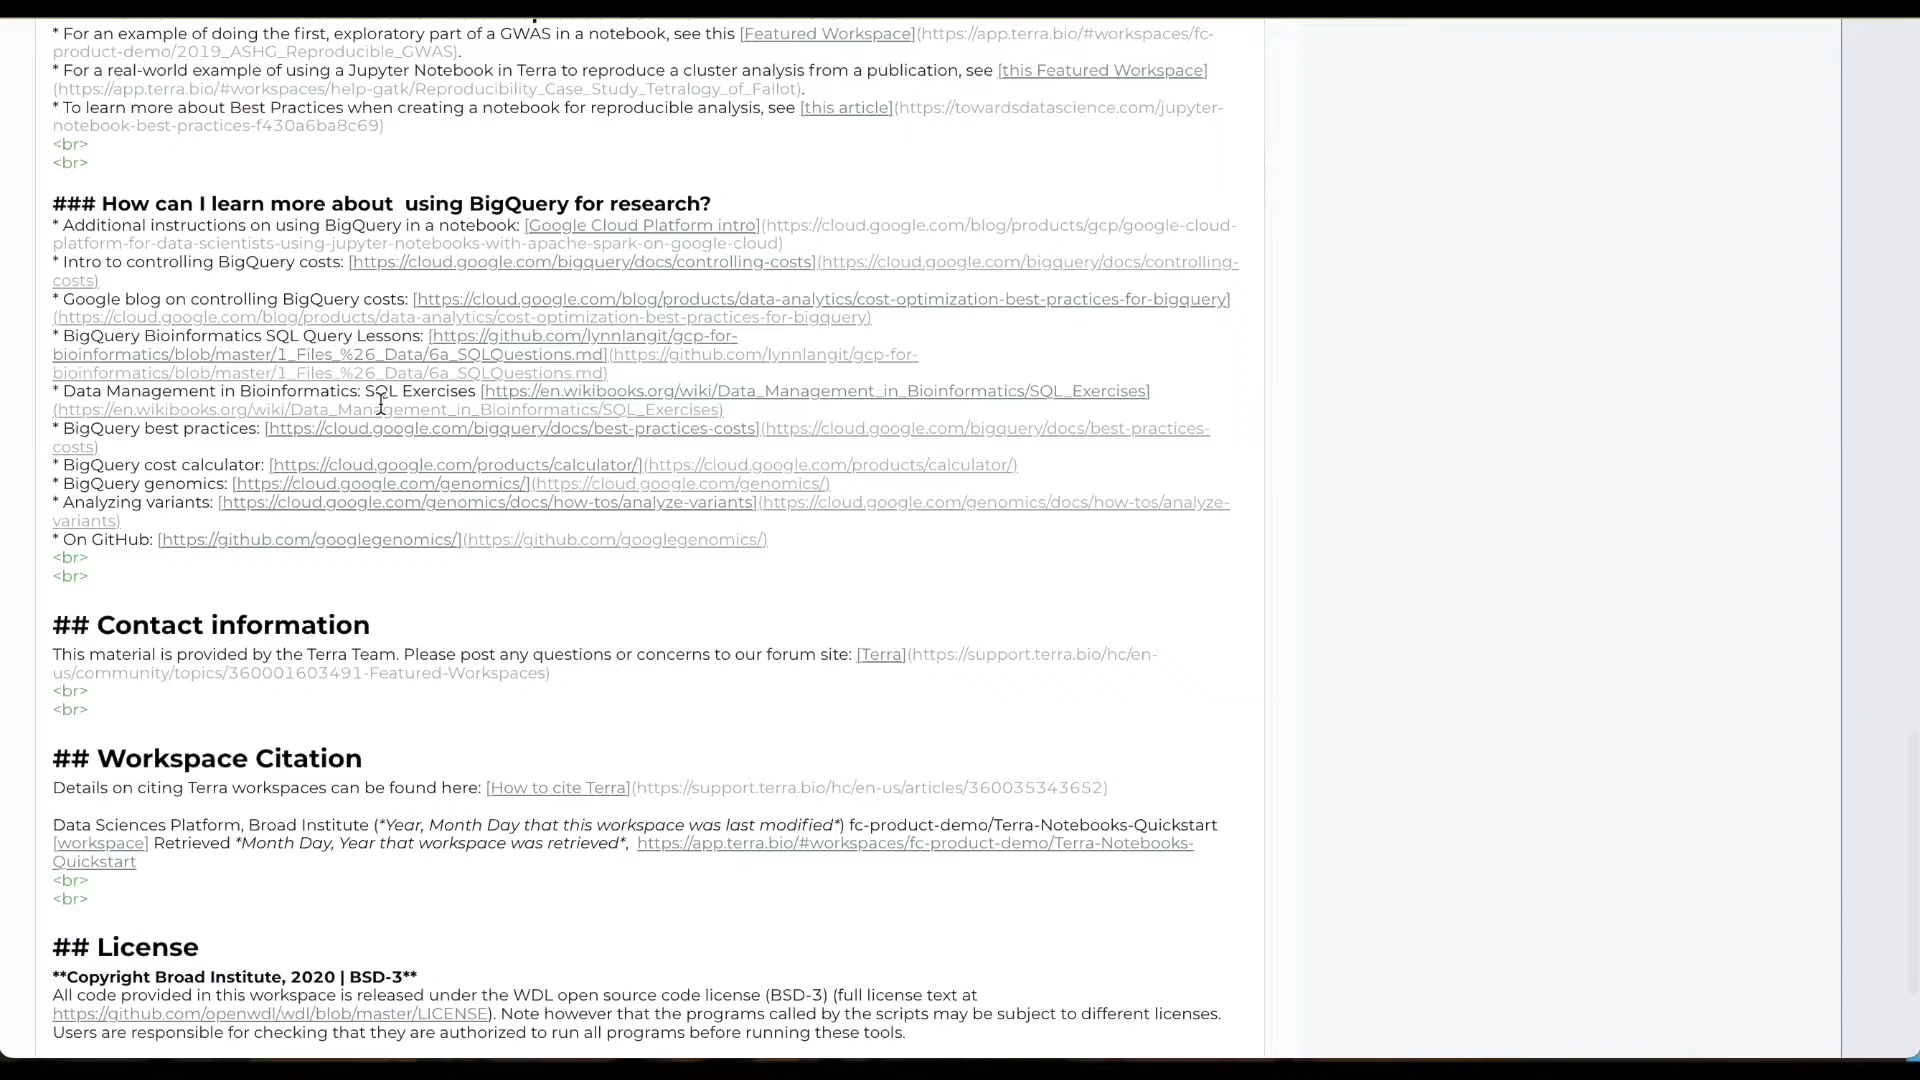 * For an example of doing the first, exploratory part of a GWAS in a notebook, see this [Featured Workspace](https://app.terra.bio/#workspaces/fc-
product-demo/2019_ASHG_Reproducible_GWAS).
* For a real-world example of using a Jupyter Notebook in Terra to reproduce a cluster analysis from a publication, see [this Featured Workspace]
(https://app.terra.bio/#workspaces/help-gatk/Reproducibility_Case_Study_Tetralogy_of_Fallot).
* To learn more about Best Practices when creating a notebook for reproducible analysis, see [this article](https://towardsdatascience.com/jupyter-
notebook-best-practices-f430a6ba8c69)
<br>
<br>
### How can I learn more about  using BigQuery for research?
* Additional instructions on using BigQuery in a notebook: [Google Cloud Platform intro](https://cloud.google.com/blog/products/gcp/google-cloud-
platform-for-data-scientists-using-jupyter-notebooks-with-apache-spark-on-google-cloud)
* Intro to controlling BigQuery costs: [https://cloud.google.com/bigquery/docs/controlling-costs](https://cloud.google.com/bigquery/docs/controlling-
costs)
* Google blog on controlling BigQuery costs: [https://cloud.google.com/blog/products/data-analytics/cost-optimization-best-practices-for-bigquery]
(https://cloud.google.com/blog/products/data-analytics/cost-optimization-best-practices-for-bigquery)
* BigQuery Bioinformatics SQL Query Lessons: [https://github.com/lynnlangit/gcp-for-
bioinformatics/blob/master/1_Files_%26_Data/6a_SQLQuestions.md](https://github.com/lynnlangit/gcp-for-
bioinformatics/blob/master/1_Files_%26_Data/6a_SQLQuestions.md)
* Data Management in Bioinformatics: SQL Exercises [https://en.wikibooks.org/wiki/Data_Management_in_Bioinformatics/SQL_Exercises]
(https://en.wikibooks.org/wiki/Data_Management_in_Bioinformatics/SQL_Exercises)
* BigQuery best practices: [https://cloud.google.com/bigquery/docs/best-practices-costs](https://cloud.google.com/bigquery/docs/best-practices-
costs)
* BigQuery cost calculator: [https://cloud.google.com/products/calculator/](https://cloud.google.com/products/calculator/)
* BigQuery genomics: [https://cloud.google.com/genomics/](https://cloud.google.com/genomics/)
* Analyzing variants: [https://cloud.google.com/genomics/docs/how-tos/analyze-variants](https://cloud.google.com/genomics/docs/how-tos/analyze-
variants)
* On GitHub: [https://github.com/googlegenomics/](https://github.com/googlegenomics/)
<br>
<br>
## Contact information
This material is provided by the Terra Team. Please post any questions or concerns to our forum site: [Terra](https://support.terra.bio/hc/en-
us/community/topics/360001603491-Featured-Workspaces)
<br>
<br>
## Workspace Citation
Details on citing Terra workspaces can be found here: [How to cite Terra](https://support.terra.bio/hc/en-us/articles/360035343652)
Data Sciences Platform, Broad Institute (*Year, Month Day that this workspace was last modified*) fc-product-demo/Terra-Notebooks-Quickstart
[workspace] Retrieved *Month Day, Year that workspace was retrieved*,  https://app.terra.bio/#workspaces/fc-product-demo/Terra-Notebooks-
Quickstart
<br>
<br>
## License
**Copyright Broad Institute, 2020 | BSD-3**
All code provided in this workspace is released under the WDL open source code license (BSD-3) (full license text at
https://github.com/openwdl/wdl/blob/master/LICENSE). Note however that the programs called by the scripts may be subject to different licenses.
Users are responsible for checking that they are authorized to run all programs before running these tools.